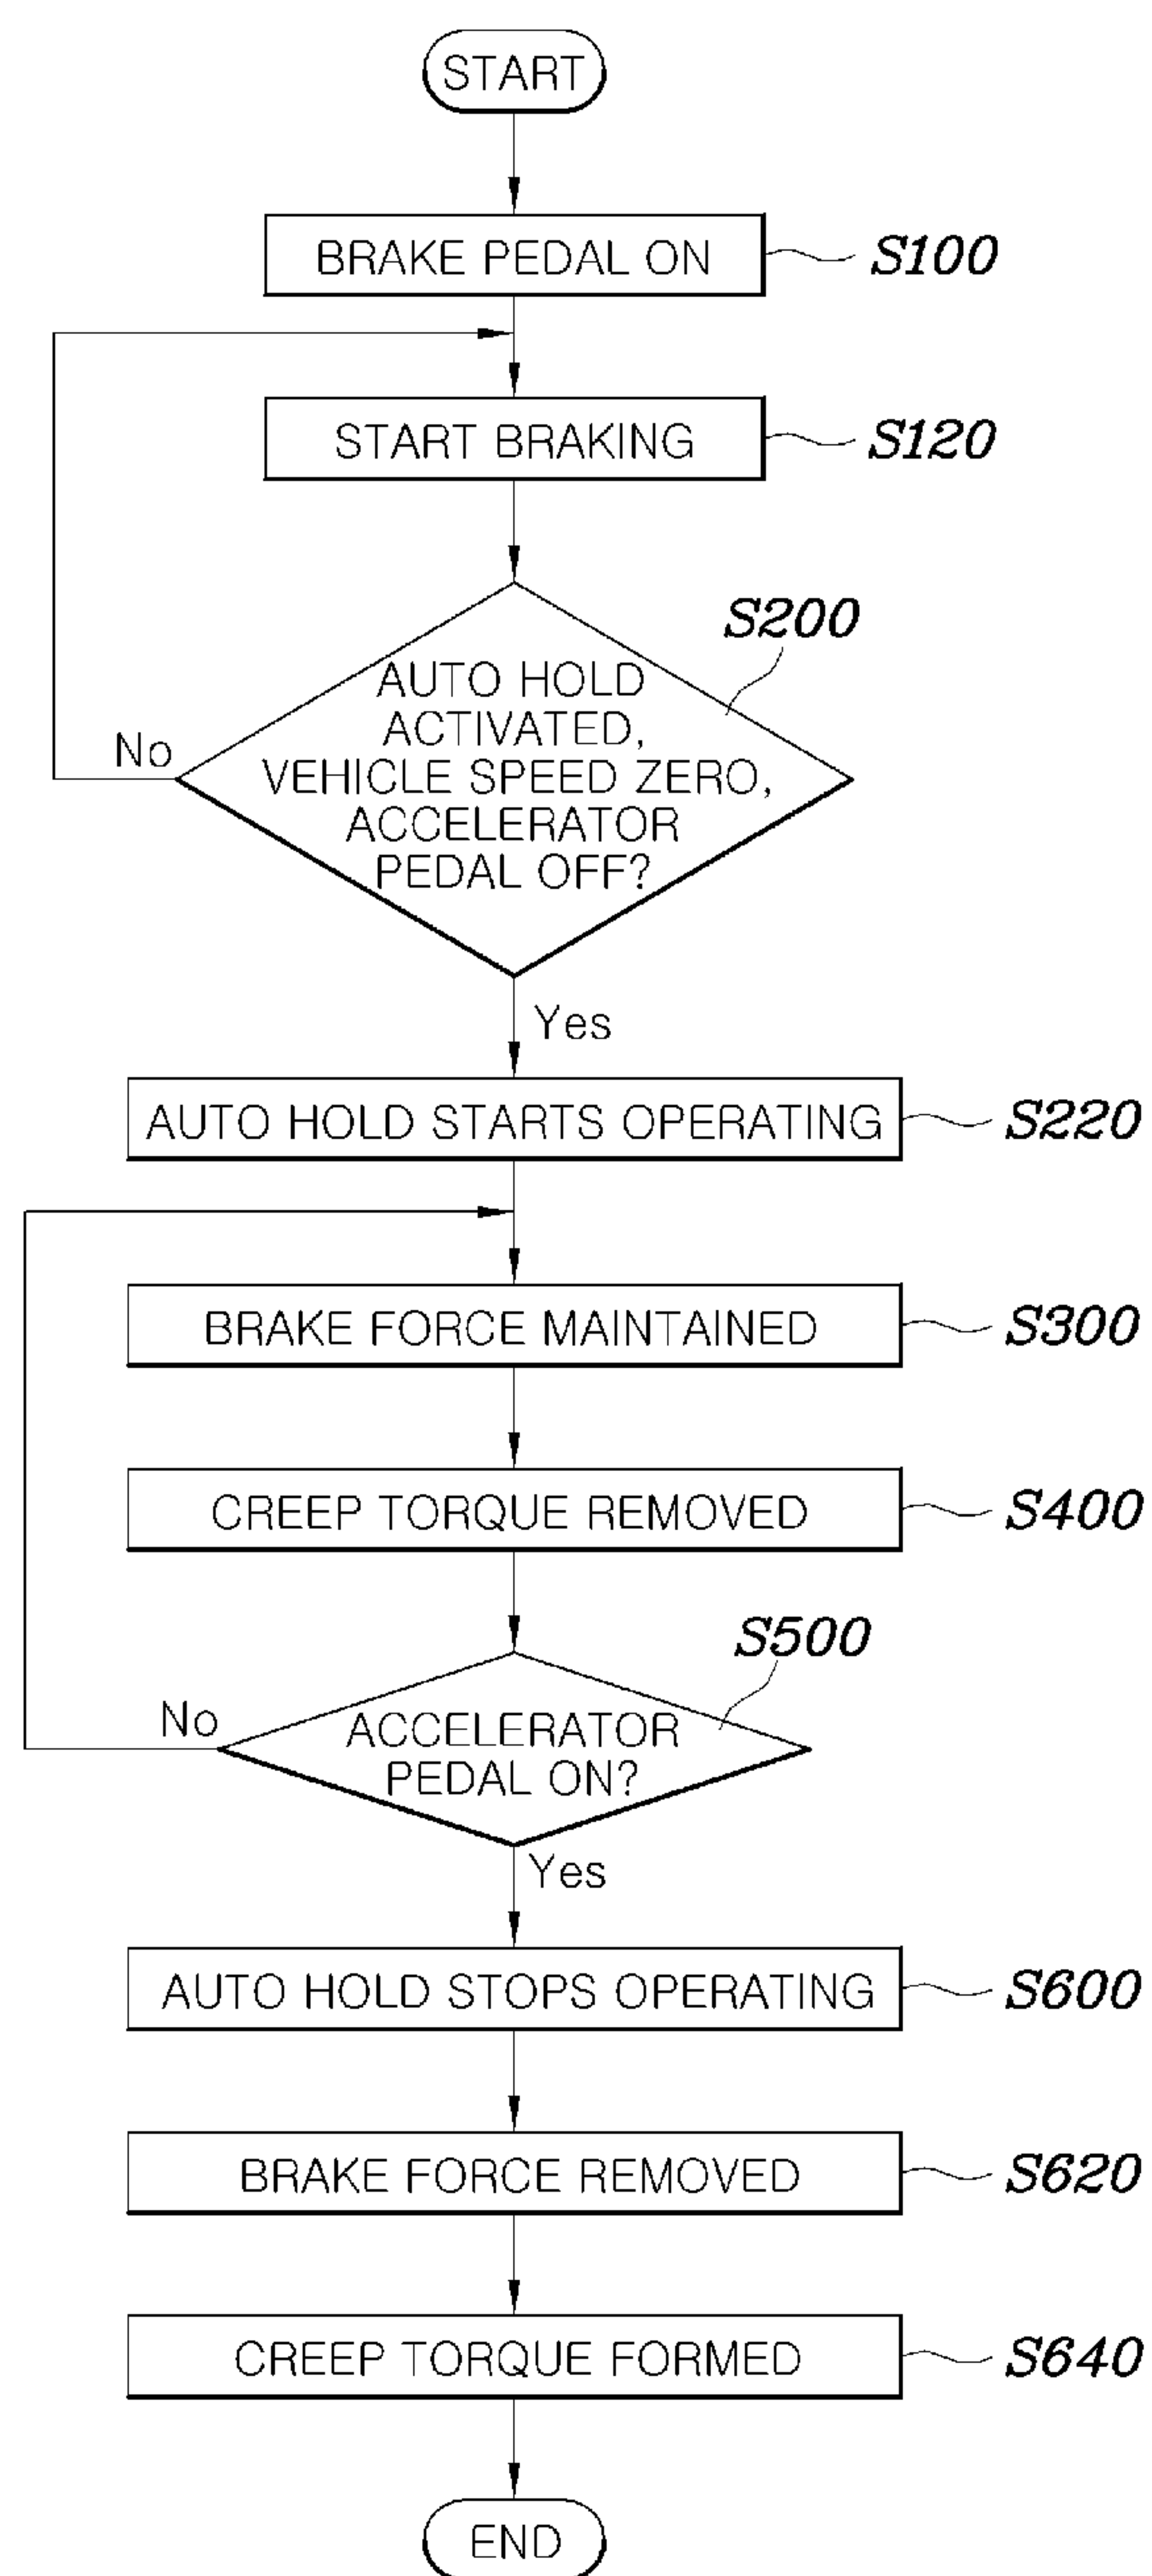 START
BRAKE PEDAL ON
S100
START BRAKING
S120
S200
AUTO HOLD
ACTIVATED,
VEHICLE SPEED ZERO,
ACCELERATOR
PEDAL OFF?
No
Yes
AUTO HOLD STARTS OPERATING
S220
BRAKE FORCE MAINTAINED
S300
CREEP TORQUE REMOVED
S400
S500
ACCELERATOR
PEDAL ON?
No
Yes
AUTO HOLD STOPS OPERATING
S600
BRAKE FORCE REMOVED
S620
CREEP TORQUE FORMED
S640
END